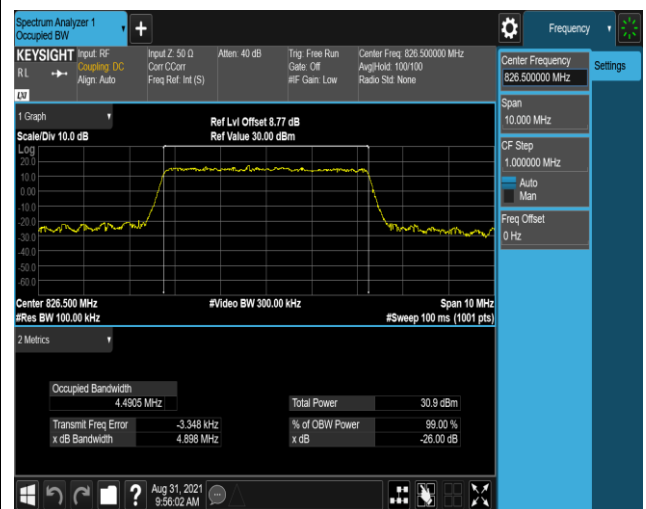 Spectrum Analyzer 1
Occupied BW
Frequency
KEYSIGHT
R L
LXI
Input: RF
Coupling: DC
Align: Auto
Input Z: 50 Ω
Corr CCorr
Freq Ref: Int (S)
Atten: 40 dB
Trig: Free Run
Gate: Off
#IF Gain: Low
Center Freq: 826.500000 MHz
Avg|Hold: 100/100
Radio Std: None
Center Frequency
826.500000 MHz
Settings
Span
10.000 MHz
CF Step
1.000000 MHz
Auto
Man
Freq Offset
0 Hz
1 Graph
Scale/Div 10.0 dB
Ref Lvl Offset 8.77 dB
Ref Value 30.00 dBm
Log
20.0
10.0
0.00
-10.0
-20.0
-30.0
-40.0
-50.0
-60.0
Center 826.500 MHz
#Video BW 300.00 kHz
Span 10 MHz
#Res BW 100.00 kHz
#Sweep 100 ms (1001 pts)
2 Metrics
Occupied Bandwidth
4.4905 MHz
Total Power
30.9 dBm
Transmit Freq Error
-3.348 kHz
% of OBW Power
99.00 %
x dB Bandwidth
4.898 MHz
x dB
-26.00 dB
Aug 31, 2021
9:56:02 AM